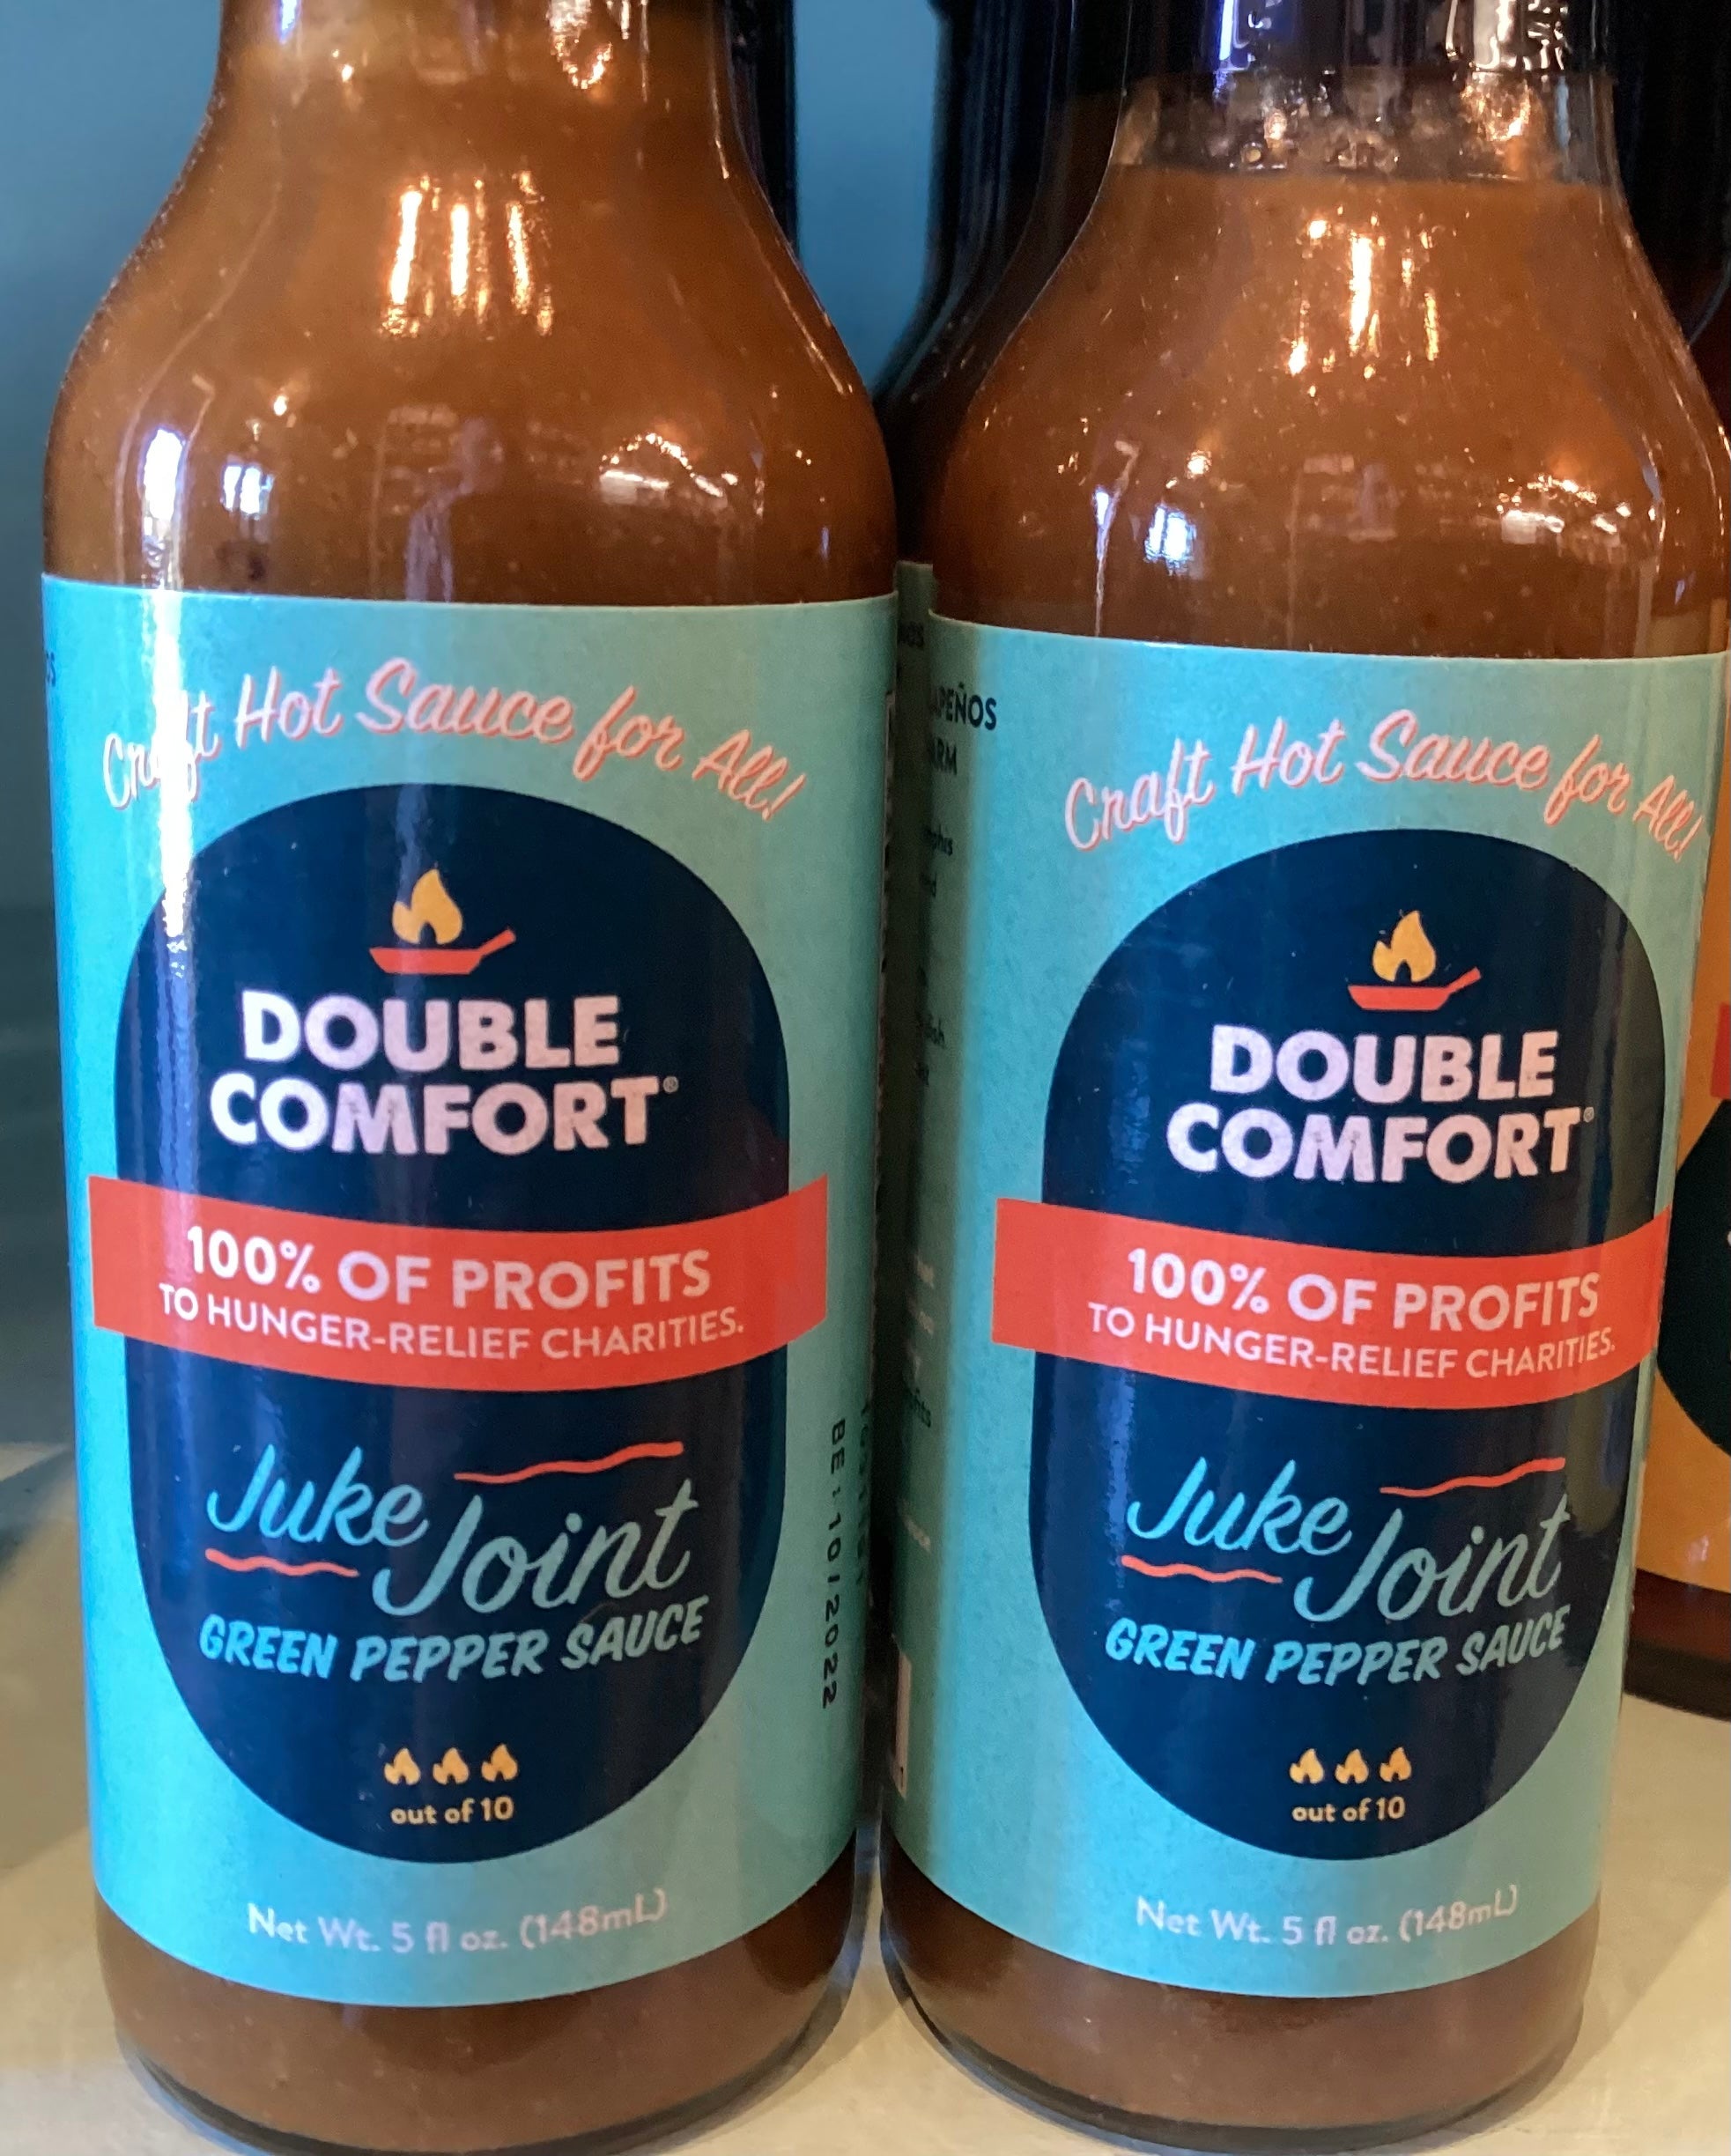 Craft Hot Sauce for All!
DOUBLE
COMFORT®
100% OF PROFITS
TO HUNGER-RELIEF CHARITIES.
Juke
Joint
GREEN PEPPER SAUCE
out of 10
Net Wt. 5 fl oz. (148mL)
BE: 10/2022
Craft Hot Sauce for All!
DOUBLE
COMFORT®
100% OF PROFITS
TO HUNGER-RELIEF CHARITIES.
Juke
Joint
GREEN PEPPER SAUCE
out of 10
Net Wt. 5 fl oz. (148mL)